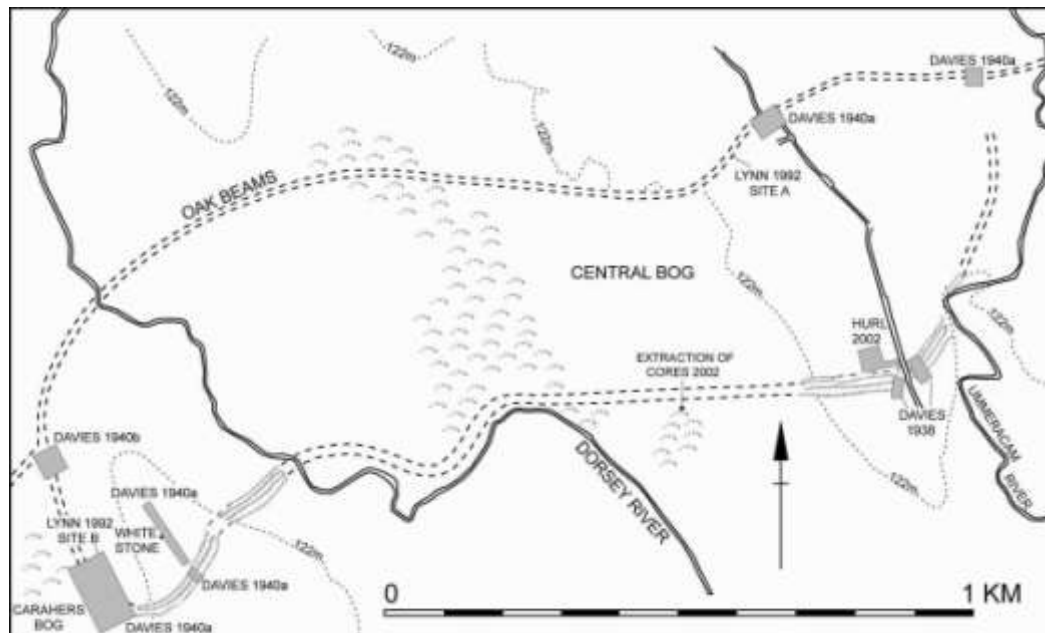 122m
122m
122m
DAVIES 1940a
DAVIES 1940a
LYNN 1992
SITE A
OAK BEAMS
CENTRAL BOG
122m
122m
HURL
2002
EXTRACTION OF
CORES 2002
DAVIES
1938
UMMERACAM
RIVER
DAVIES 1940b
DORSEY RIVER
122m
DAVIES 1940a
LYNN 1992
SITE B
WHITE
STONE
122m
DAVIES 1940a
CARAHERS
BOG
DAVIES 1940a
0
1 KM